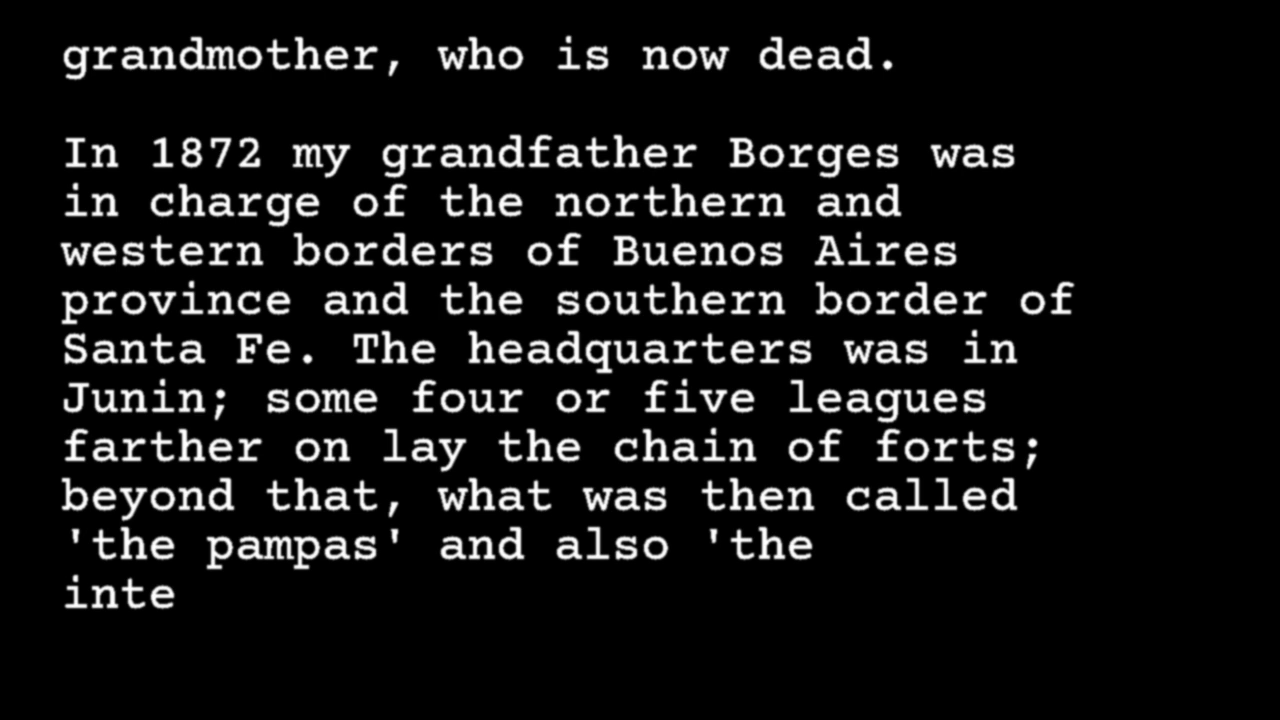 grandmother, who is now dead.
In 1872 my grandfather Borges was
in charge of the northern and
western borders of Buenos Aires
province and the southern border of
Santa Fe. The headquarters was in
Junin; some four or five leagues
farther on lay the chain of forts;
beyond that, what was then called
'the pampas' and also 'the
inte